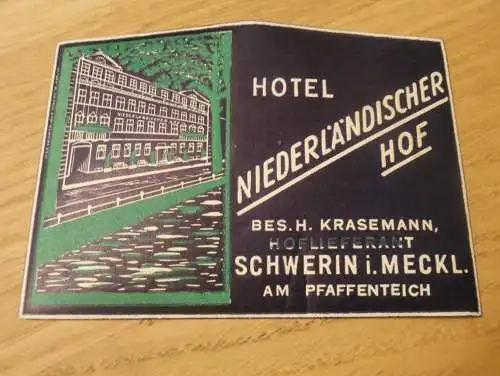 HOTEL
NIEDERLÄNDISCHER
HOF
BES. H. KRASEMANN,
HOFLIEFERANT
SCHWERIN i. MECKL.
AM PFAFFENTEICH